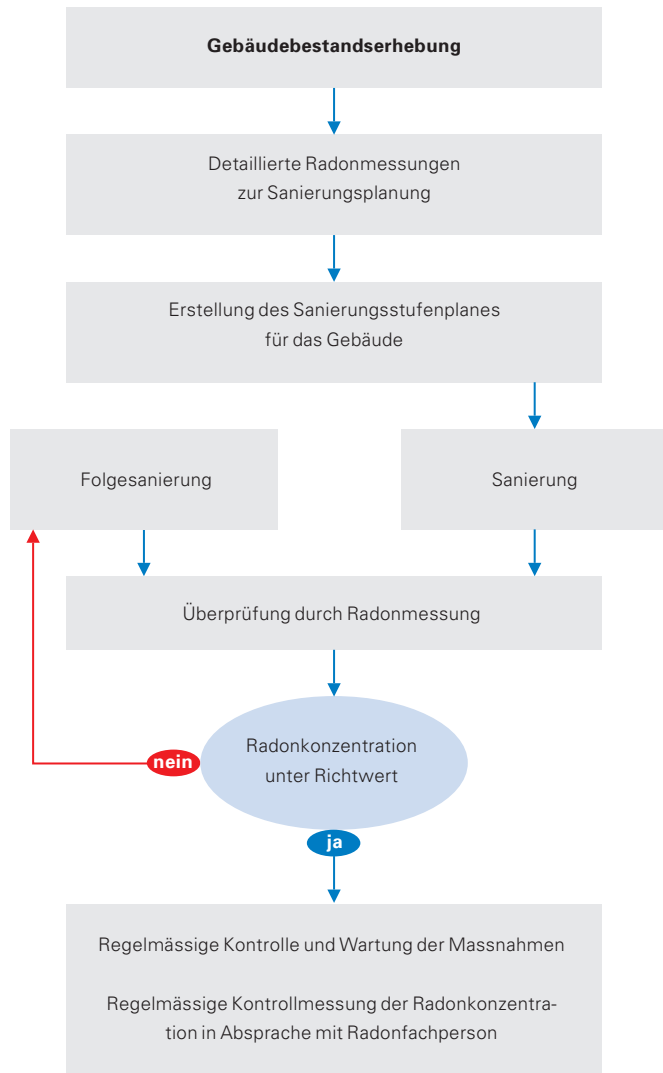 Gebäudebestandserhebung
Detaillierte Radonmessungen
zur Sanierungsplanung
Erstellung des Sanierungsstufenplanes
für das Gebäude
Folgesanierung
Sanierung
Überprüfung durch Radonmessung
Radonkonzentration
unter Richtwert
nein
ja
Regelmässige Kontrolle und Wartung der Massnahmen
Regelmässige Kontrollmessung der Radonkonzentra-
tion in Absprache mit Radonfachperson